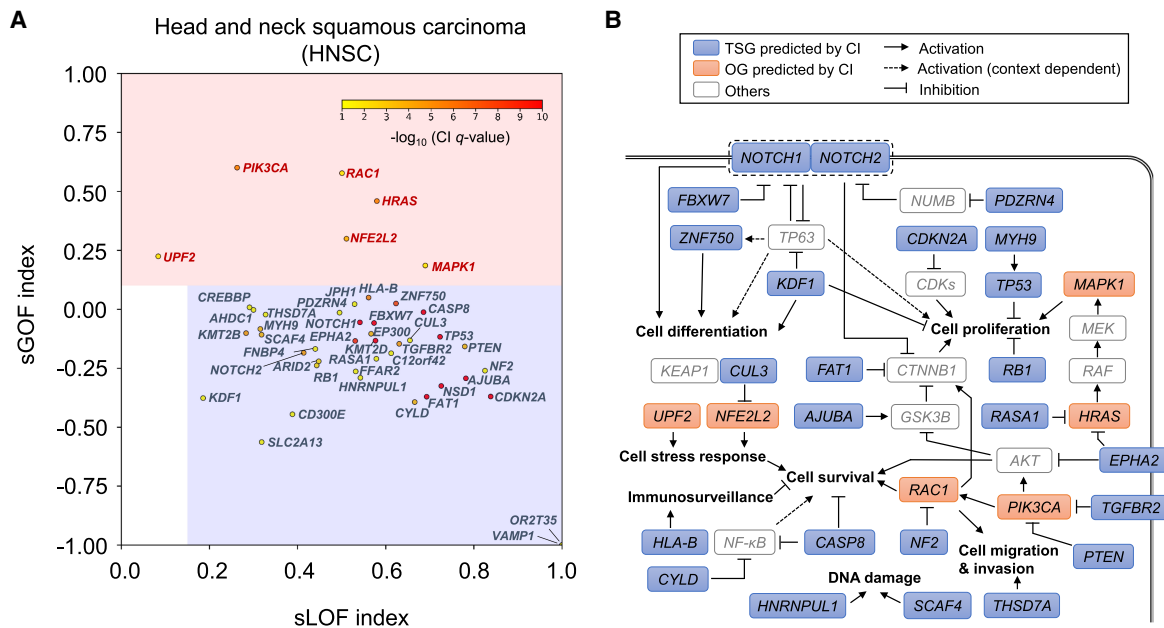 A
Head and neck squamous carcinoma
(HNSC)
1.00
0.75
0.50
0.25
0.00
-0.25
-0.50
-0.75
-1.00
sGOF index
0.0
0.2
0.4
0.6
0.8
1.0
sLOF index
1 2 3 4 5 6 7 8 9 10
-log10 (CI q-value)
PIK3CA
RAC1
HRAS
NFE2L2
UPF2
MAPK1
JPH1
HLA-B
CREBBP
PDZRN4
ZNF750
AHDC1
THSD7A
FBXW7
CASP8
MYH9
NOTCH1
CUL3
KMT2B
SCAF4
EPHA2
EP300
TP53
FNBP4
KMT2D
TGFBR2
PTEN
NOTCH2
ARID2
RASA1
C12orf42
RB1
FFAR2
NF2
HNRNPUL1
AJUBA
NSD1
KDF1
CD300E
CYLD
FAT1
CDKN2A
SLC2A13
OR2T35
VAMP1
B
TSG predicted by CI
OG predicted by CI
Others
Activation
Activation (context dependent)
Inhibition
NOTCH1
NOTCH2
FBXW7
NUMB
PDZRN4
ZNF750
TP63
CDKN2A
MYH9
KDF1
CDKs
TP53
MAPK1
Cell differentiation
Cell proliferation
MEK
KEAP1
CUL3
FAT1
CTNNB1
RB1
RAF
UPF2
NFE2L2
AJUBA
GSK3B
RASA1
HRAS
Cell stress response
Cell survival
AKT
EPHA2
Immunosurveillance
RAC1
PIK3CA
TGFBR2
HLA-B
NF-κB
CASP8
NF2
Cell migration
& invasion
PTEN
CYLD
DNA damage
HNRNPUL1
SCAF4
THSD7A